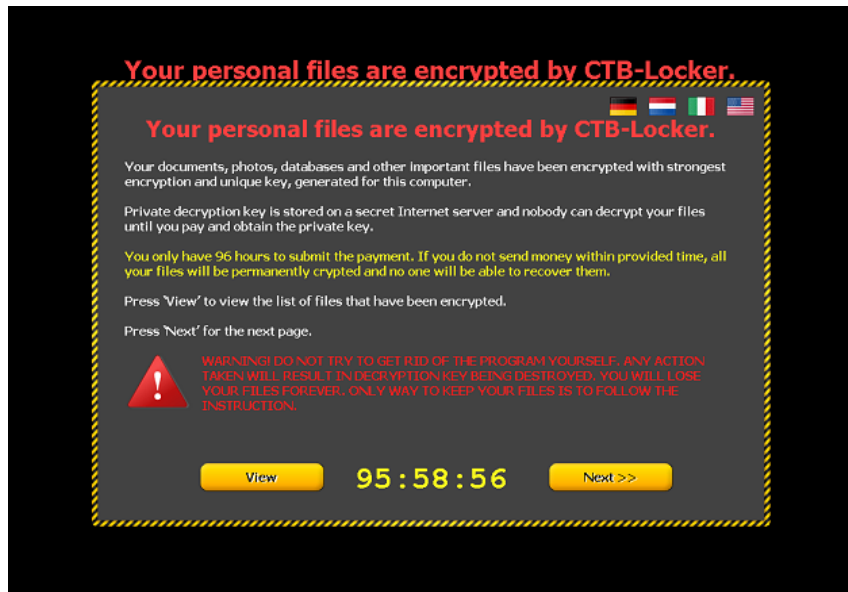 Your personal files are encrypted by CTB-Locker.
Your personal files are encrypted by CTB-Locker.
Your documents, photos, databases and other important files have been encrypted with strongest
encryption and unique key, generated for this computer.
Private decryption key is stored on a secret Internet server and nobody can decrypt your files
until you pay and obtain the private key.
You only have 96 hours to submit the payment. If you do not send money within provided time, all
your files will be permanently crypted and no one will be able to recover them.
Press 'View' to view the list of files that have been encrypted.
Press 'Next' for the next page.
WARNING! DO NOT TRY TO GET RID OF THE PROGRAM YOURSELF. ANY ACTION
TAKEN WILL RESULT IN DECRYPTION KEY BEING DESTROYED. YOU WILL LOSE
YOUR FILES FOREVER. ONLY WAY TO KEEP YOUR FILES IS TO FOLLOW THE
INSTRUCTION.
View 95:58:56 Next >>